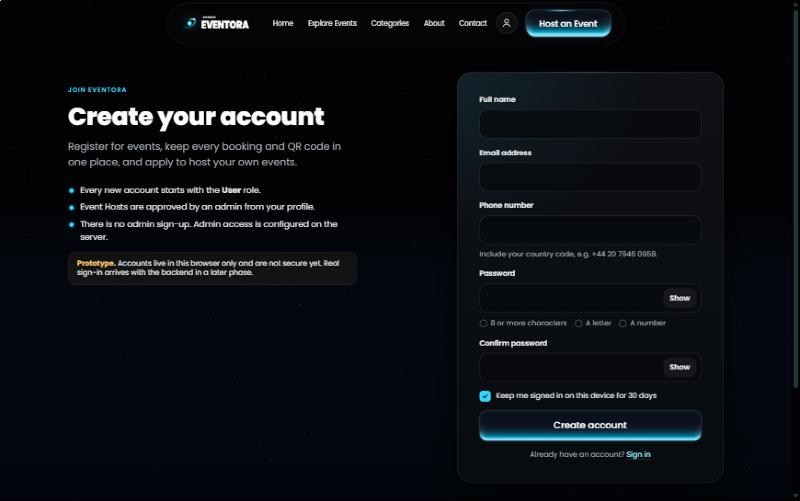 EVENTORA
Home
Explore Events
Categories
About
Contact
Host an Event
JOIN EVENTORA
Create your account
Register for events, keep every booking and QR code in
one place, and apply to host your own events.
Every new account starts with the User role.
Event Hosts are approved by an admin from your profile.
There is no admin sign-up. Admin access is configured on the
server.
Prototype. Accounts live in this browser only and are not secure yet. Real
sign-in arrives with the backend in a later phase.
Full name
Email address
Phone number
Include your country code, e.g. +44 20 7946 0958.
Password
Show
8 or more characters
A letter
A number
Confirm password
Show
Keep me signed in on this device for 30 days
Create account
Already have an account? Sign in